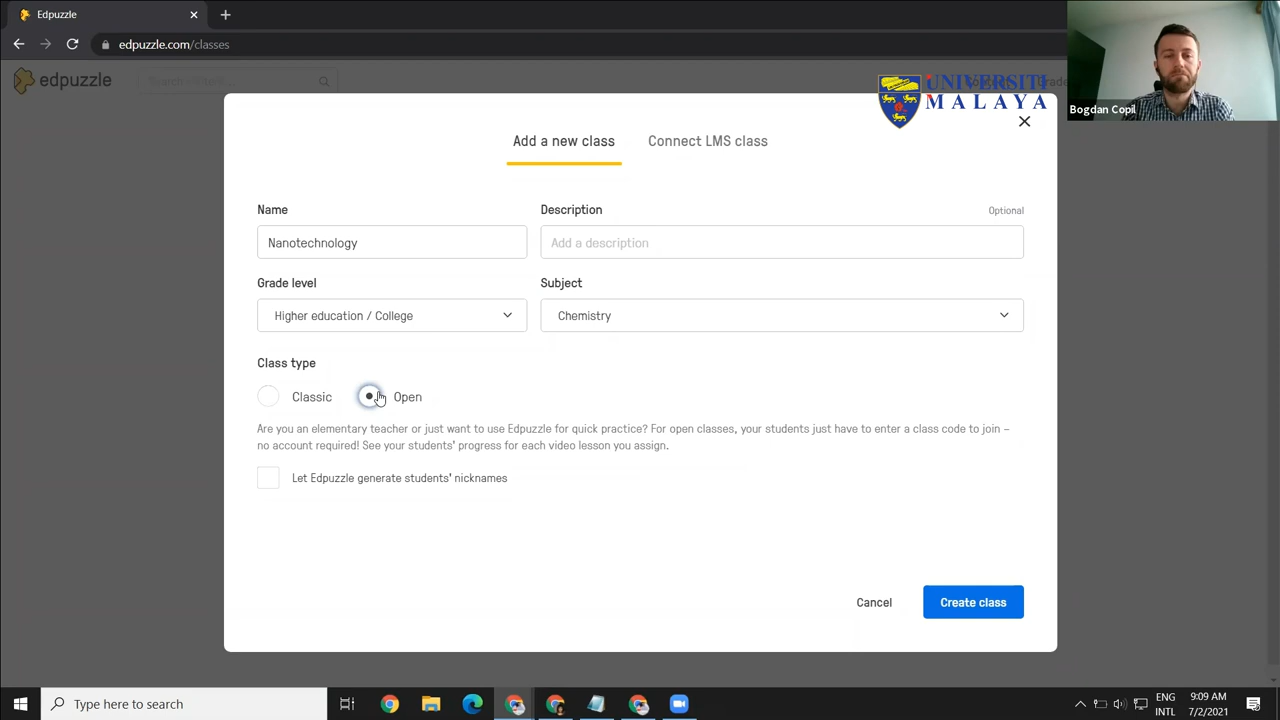 Edpuzzle
edpuzzle.com/classes
edpuzzle
UNIVERSITI
MALAYA
Bogdan Copil
Add a new class
Connect LMS class
Name
Description
Optional
Nanotechnology
Add a description
Grade level
Subject
Higher education / College
Chemistry
Class type
Classic
Open
Are you an elementary teacher or just want to use Edpuzzle for quick practice? For open classes, your students just have to enter a class code to join –
no account required! See your students' progress for each video lesson you assign.
Let Edpuzzle generate students' nicknames
Cancel
Create class
Type here to search
ENG
INTL
9:09 AM
7/2/2021